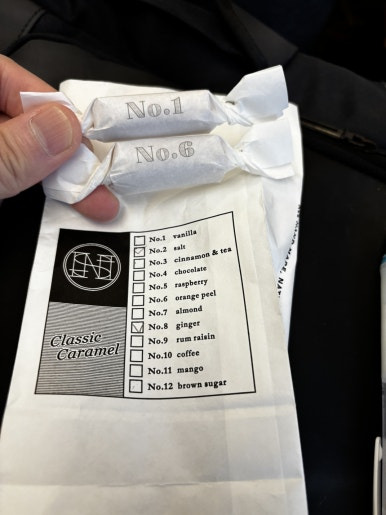 No.1
No.6
No.1 vanilla
No.2 salt
No.3 cinnamon & tea
No.4 chocolate
No.5 raspberry
No.6 orange peel
No.7 almond
No.8 ginger
No.9 rum raisin
No.10 coffee
No.11 mango
No.12 brown sugar
Classic
Caramel
MADE, NAT